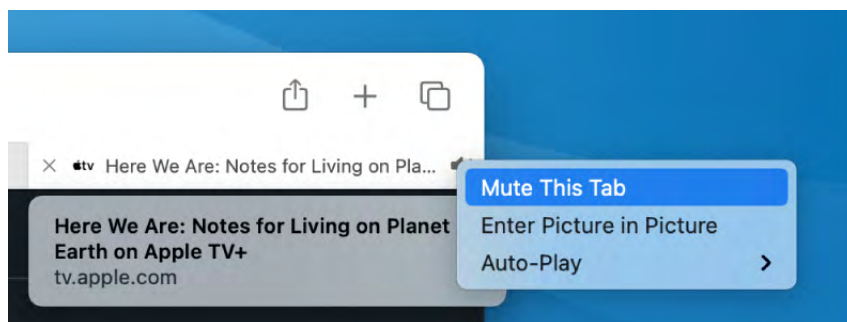 tv Here We Are: Notes for Living on Pla...
Mute This Tab
Here We Are: Notes for Living on Planet
Earth on Apple TV+
tv.apple.com
Enter Picture in Picture
Auto-Play